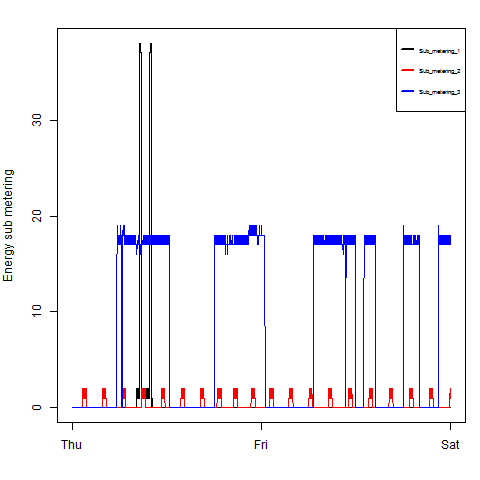 Sub_metering_1
Sub_metering_2
Sub_metering_3
Energy sub metering
30
20
10
0
Thu
Fri
Sat